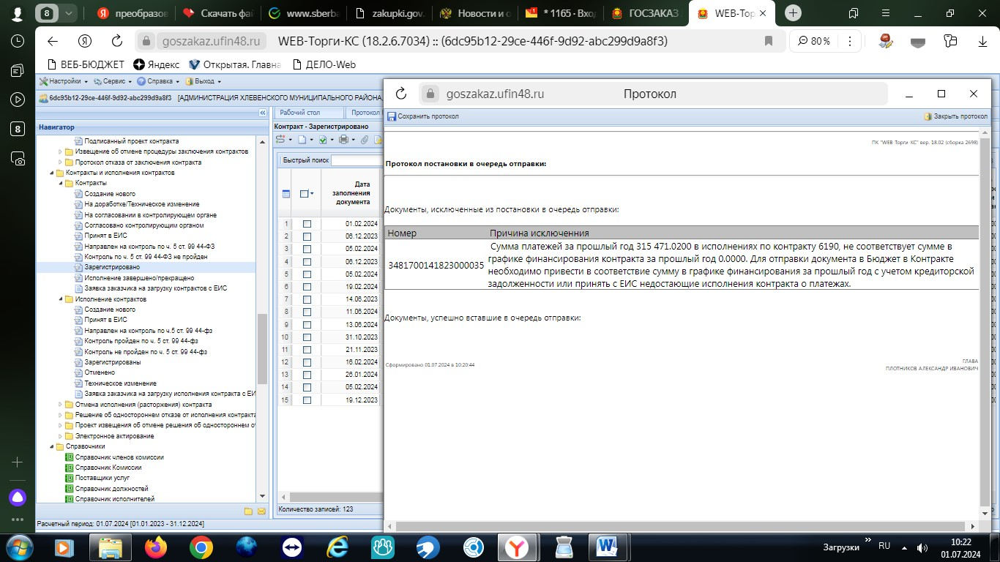 8
преобразов
Скачать фай
www.sberba
zakupki.gov.
Новости и о
* 1165 · Вход
ГОСЗАКАЗ
WEB-Тор
goszakaz.ufin48.ru
WEB-Торги-КС (18.2.6.7034) :: (6dc95b12-29ce-446f-9d92-abc299d9a8f3)
80%
ВЕБ-БЮДЖЕТ
Яндекс
Открытая. Главна
ДЕЛО-Web
Настройки
Сервис
Справка
Выход
6dc95b12-29ce-446f-9d92-abc299d9a8f3 [АДМИНИСТРАЦИЯ ХЛЕВЕНСКОГО МУНИЦИПАЛЬНОГО РАЙОНА
Навигатор
Подписанный проект контракта
Извещение об отмене процедуры заключения контрактов
Протокол отказа от заключения контракта
Контракты и исполнения контрактов
Контракты
Создание нового
На доработке/Техническое изменение
На согласовании в контролирующем органе
Согласовано контролирующим органом
Принят в ЕИС
Направлен на контроль по ч. 5 ст. 99 44-ФЗ
Контроль по ч. 5 ст. 99 44-ФЗ не пройден
Зарегистрировано
Исполнение завершено/прекращено
Заявка заказчика на загрузку контрактов с ЕИС
Исполнение контрактов
Создание нового
Принят в ЕИС
Направлен на контроль по ч.5 ст. 99 44-фз
Контроль пройден по ч. 5 ст. 99 44-фз
Контроль не пройден по ч. 5 ст. 99 44-фз
Зарегистрированы
Отменено
Техническое изменение
Заявка заказчика на загрузку исполнения контракта с ЕИ
Отмена исполнения (расторжения) контракта
Решение об одностороннем отказе от исполнения контракта
Проект извещения об отмене решения об одностороннем от
Электронное актирование
Справочники
Справочник членов комиссии
Справочник Комиссии
Поставщики услуг
Справочник должностей
Справочник исполнителей
Расчетный период: 01.07.2024 [01.01.2023 - 31.12.2024]
Рабочий стол
Протокол
Контракт - Зарегистрировано
Быстрый поиск
Дата
заполнения
документа
1 01.02.2024
2 06.12.2023
3 05.02.2024
4 06.12.2023
5 05.02.2024
6 19.02.2024
7 14.06.2023
8 11.06.2024
9 13.06.2024
10 31.10.2023
11 21.11.2023
12 16.02.2024
13 26.01.2024
14 05.02.2024
15 19.12.2023
Количество записей: 123
goszakaz.ufin48.ru
Протокол
Сохранить протокол
Закрыть протокол
ПК "WEB-Торги-КС" вер. 18.02 (сборка 2698)
Протокол постановки в очередь отправки:
Документы, исключенные из постановки в очередь отправки:
Номер
Причина исключенния
3481700141823000035
Сумма платежей за прошлый год 315 471.0200 в исполнениях по контракту 6190, не соответствует сумме в
графике финансирования контракта за прошлый год 0.0000. Для отправки документа в Бюджет в Контракте
необходимо привести в соответствие сумму в графике финансирования за прошлый год с учетом кредиторской
задолженности или принять с ЕИС недостающие исполнения контракта о платежах.
Документы, успешно вставшие в очередь отправки:
Сформировано 01.07.2024 в 10:20:44
ГЛАВА
ПЛОТНИКОВ АЛЕКСАНДР ИВАНОВИЧ
Загрузки
RU
10:22
01.07.2024